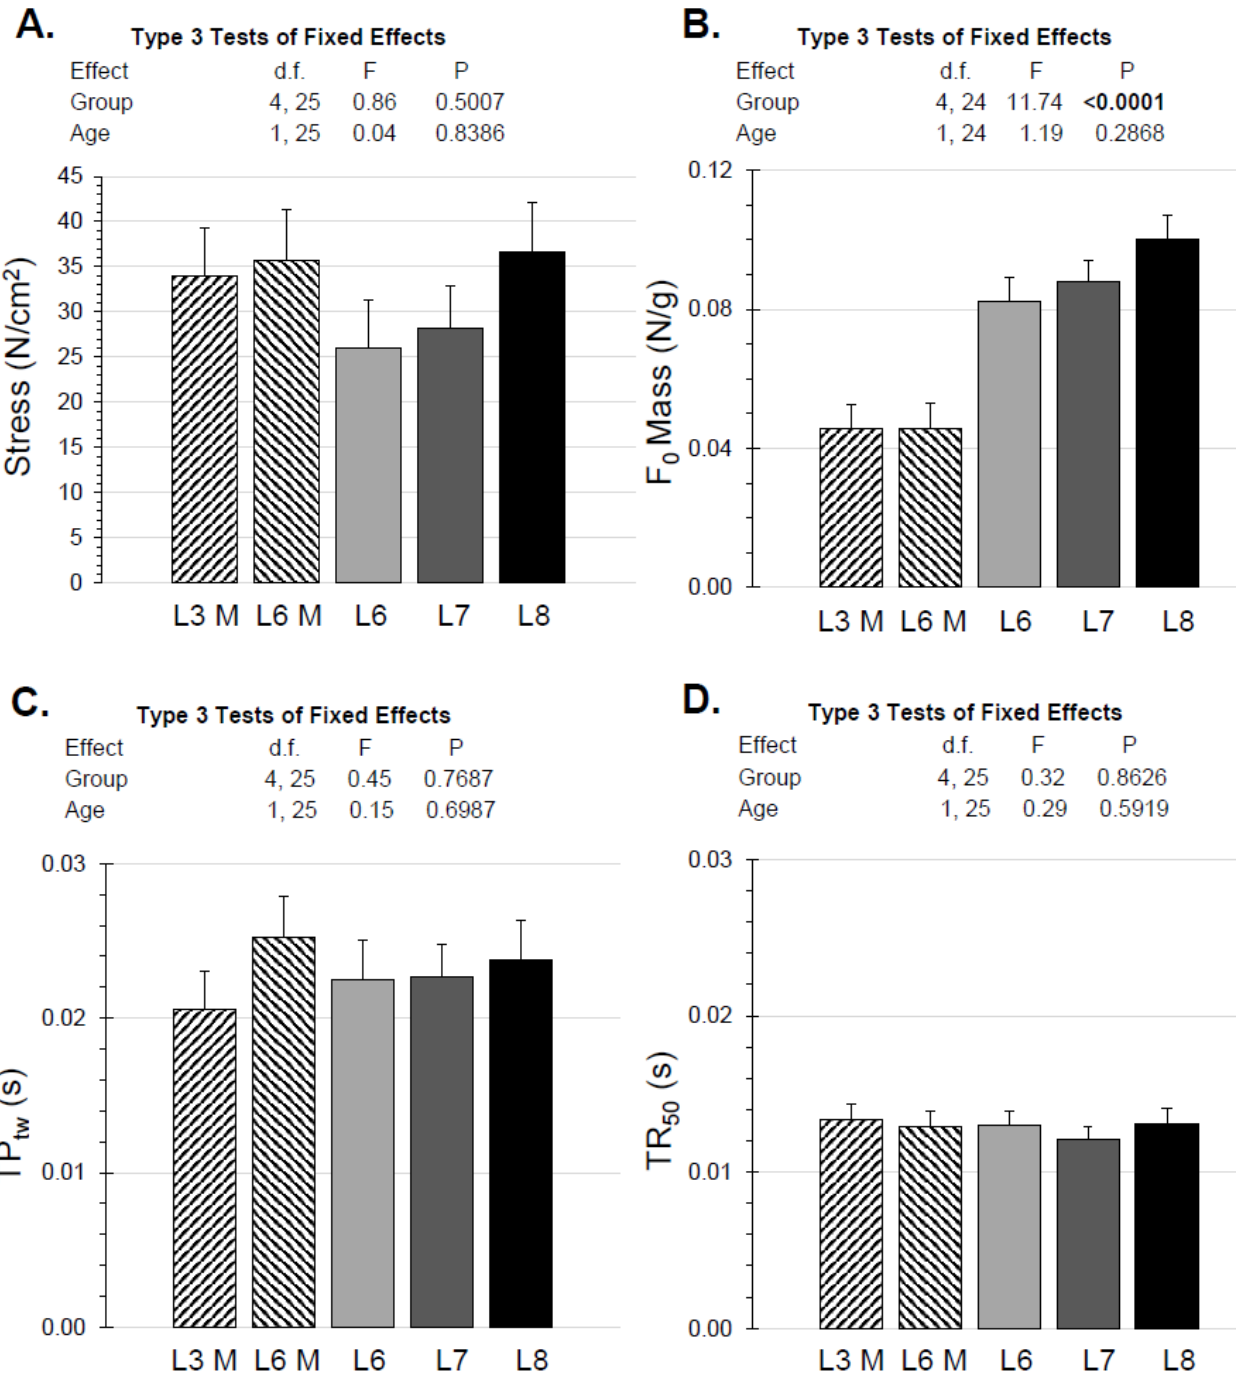 A.
Type 3 Tests of Fixed Effects
Effect d.f. F P
Group 4, 25 0.86 0.5007
Age 1, 25 0.04 0.8386
Stress (N/cm²)
45
40
35
30
25
20
15
10
5
0
L3 M L6 M L6 L7 L8
B.
Type 3 Tests of Fixed Effects
Effect d.f. F P
Group 4, 24 11.74 <0.0001
Age 1, 24 1.19 0.2868
F₀ Mass (N/g)
0.12
0.08
0.04
0.00
L3 M L6 M L6 L7 L8
C.
Type 3 Tests of Fixed Effects
Effect d.f. F P
Group 4, 25 0.45 0.7687
Age 1, 25 0.15 0.6987
TPtw (s)
0.03
0.02
0.01
0.00
L3 M L6 M L6 L7 L8
D.
Type 3 Tests of Fixed Effects
Effect d.f. F P
Group 4, 25 0.32 0.8626
Age 1, 25 0.29 0.5919
TR₅₀ (s)
0.03
0.02
0.01
0.00
L3 M L6 M L6 L7 L8